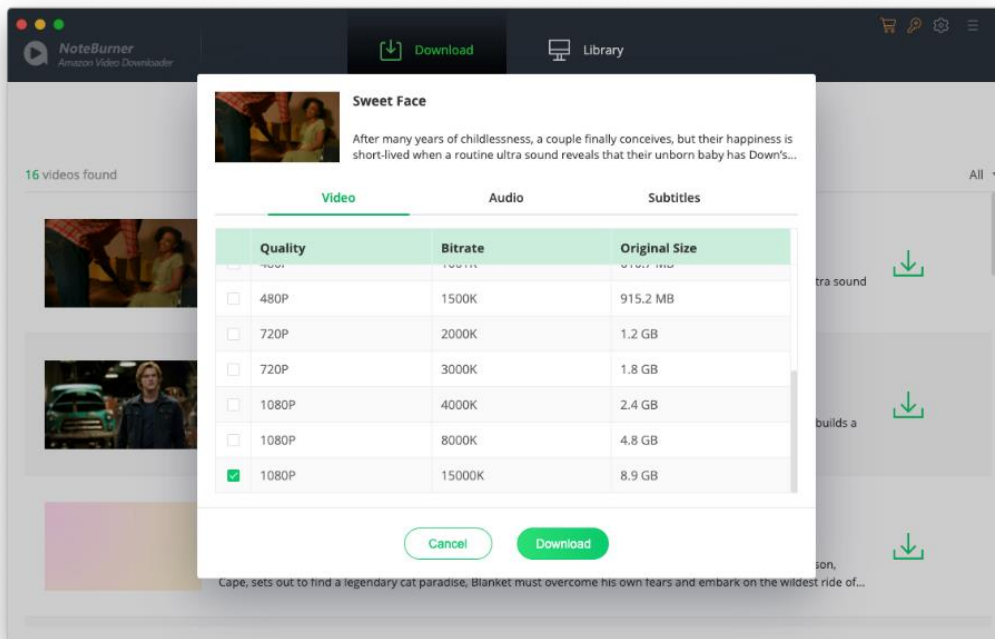 NoteBurner
Amazon Video Downloader
Download
Library
Sweet Face
After many years of childlessness, a couple finally conceives, but their happiness is
short-lived when a routine ultra sound reveals that their unborn baby has Down's...
16 videos found
All
Video Audio Subtitles
Quality Bitrate Original Size
480P 1500K 915.2 MB
720P 2000K 1.2 GB
720P 3000K 1.8 GB
1080P 4000K 2.4 GB
1080P 8000K 4.8 GB
1080P 15000K 8.9 GB
tra sound
builds a
Cancel
Download
son,
Cape, sets out to find a legendary cat paradise, Blanket must overcome his own fears and embark on the wildest ride of...